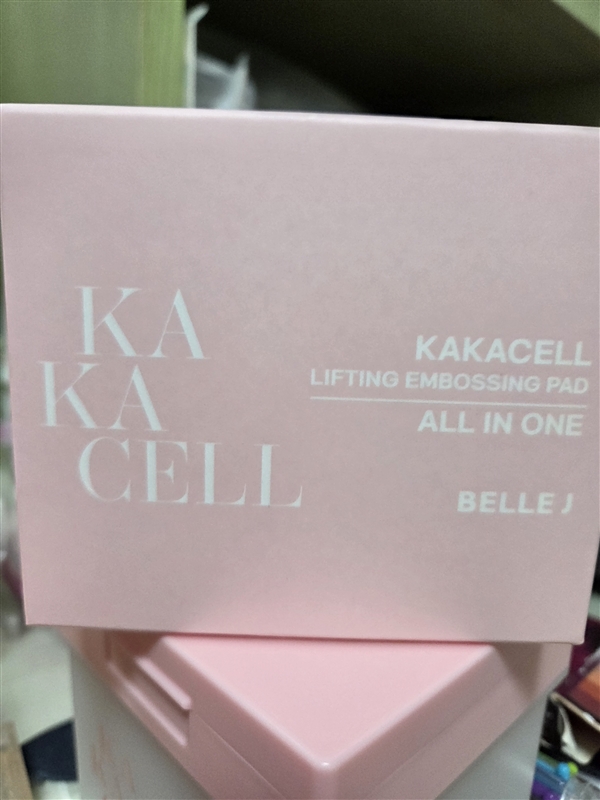 KA
KA
CELL
KAKACELL
LIFTING EMBOSSING PAD
ALL IN ONE
BELLE J